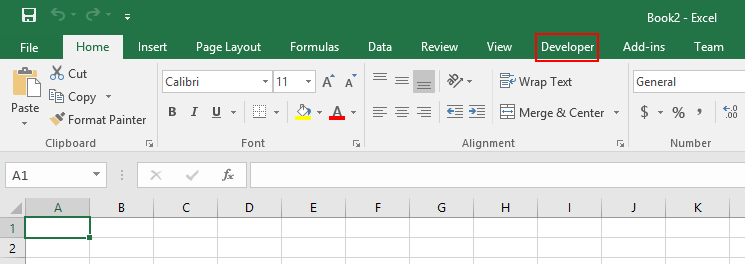 Book2 - Excel
File Home Insert Page Layout Formulas Data Review View Developer Add-ins Team
Cut
Calibri 11 A A Wrap Text General
Copy
Paste
Format Painter
B I U A Merge & Center $ % ,
Clipboard Font Alignment Number
A1 fx
A B C D E F G H I J K
1
2